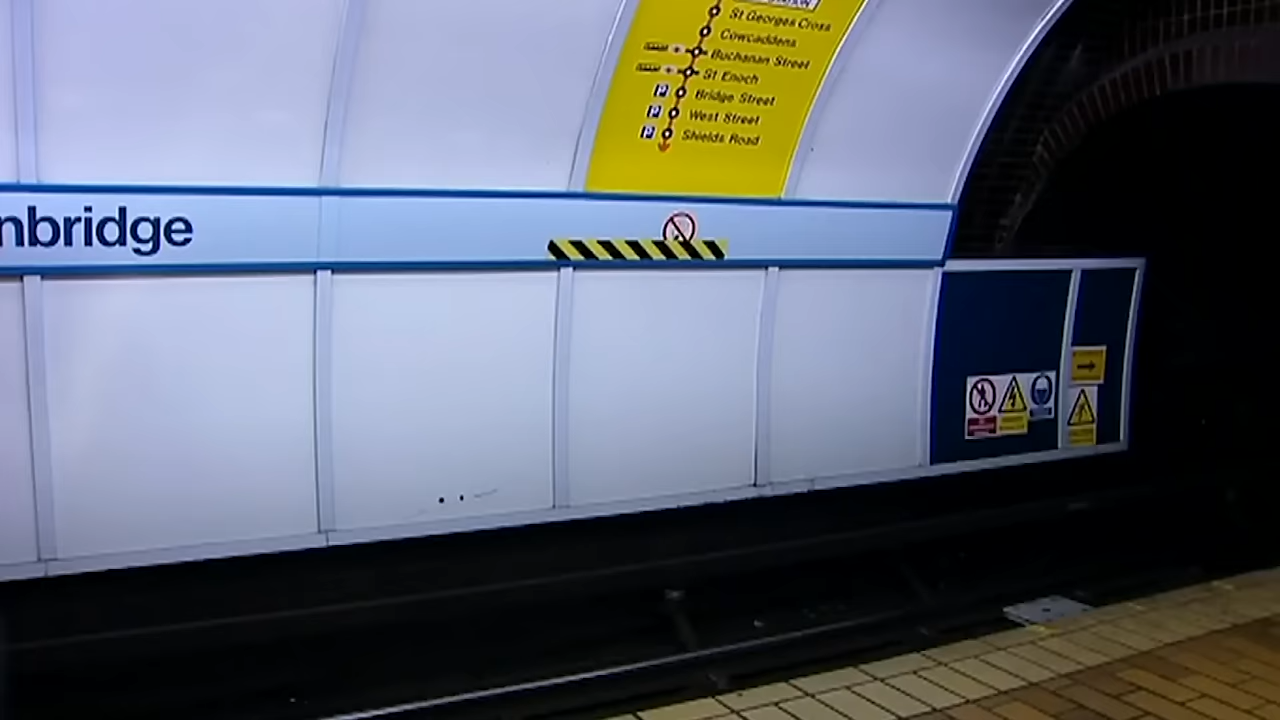 St Georges Cross
Cowcaddens
Buchanan Street
St Enoch
P Bridge Street
P West Street
P Shields Road
nbridge